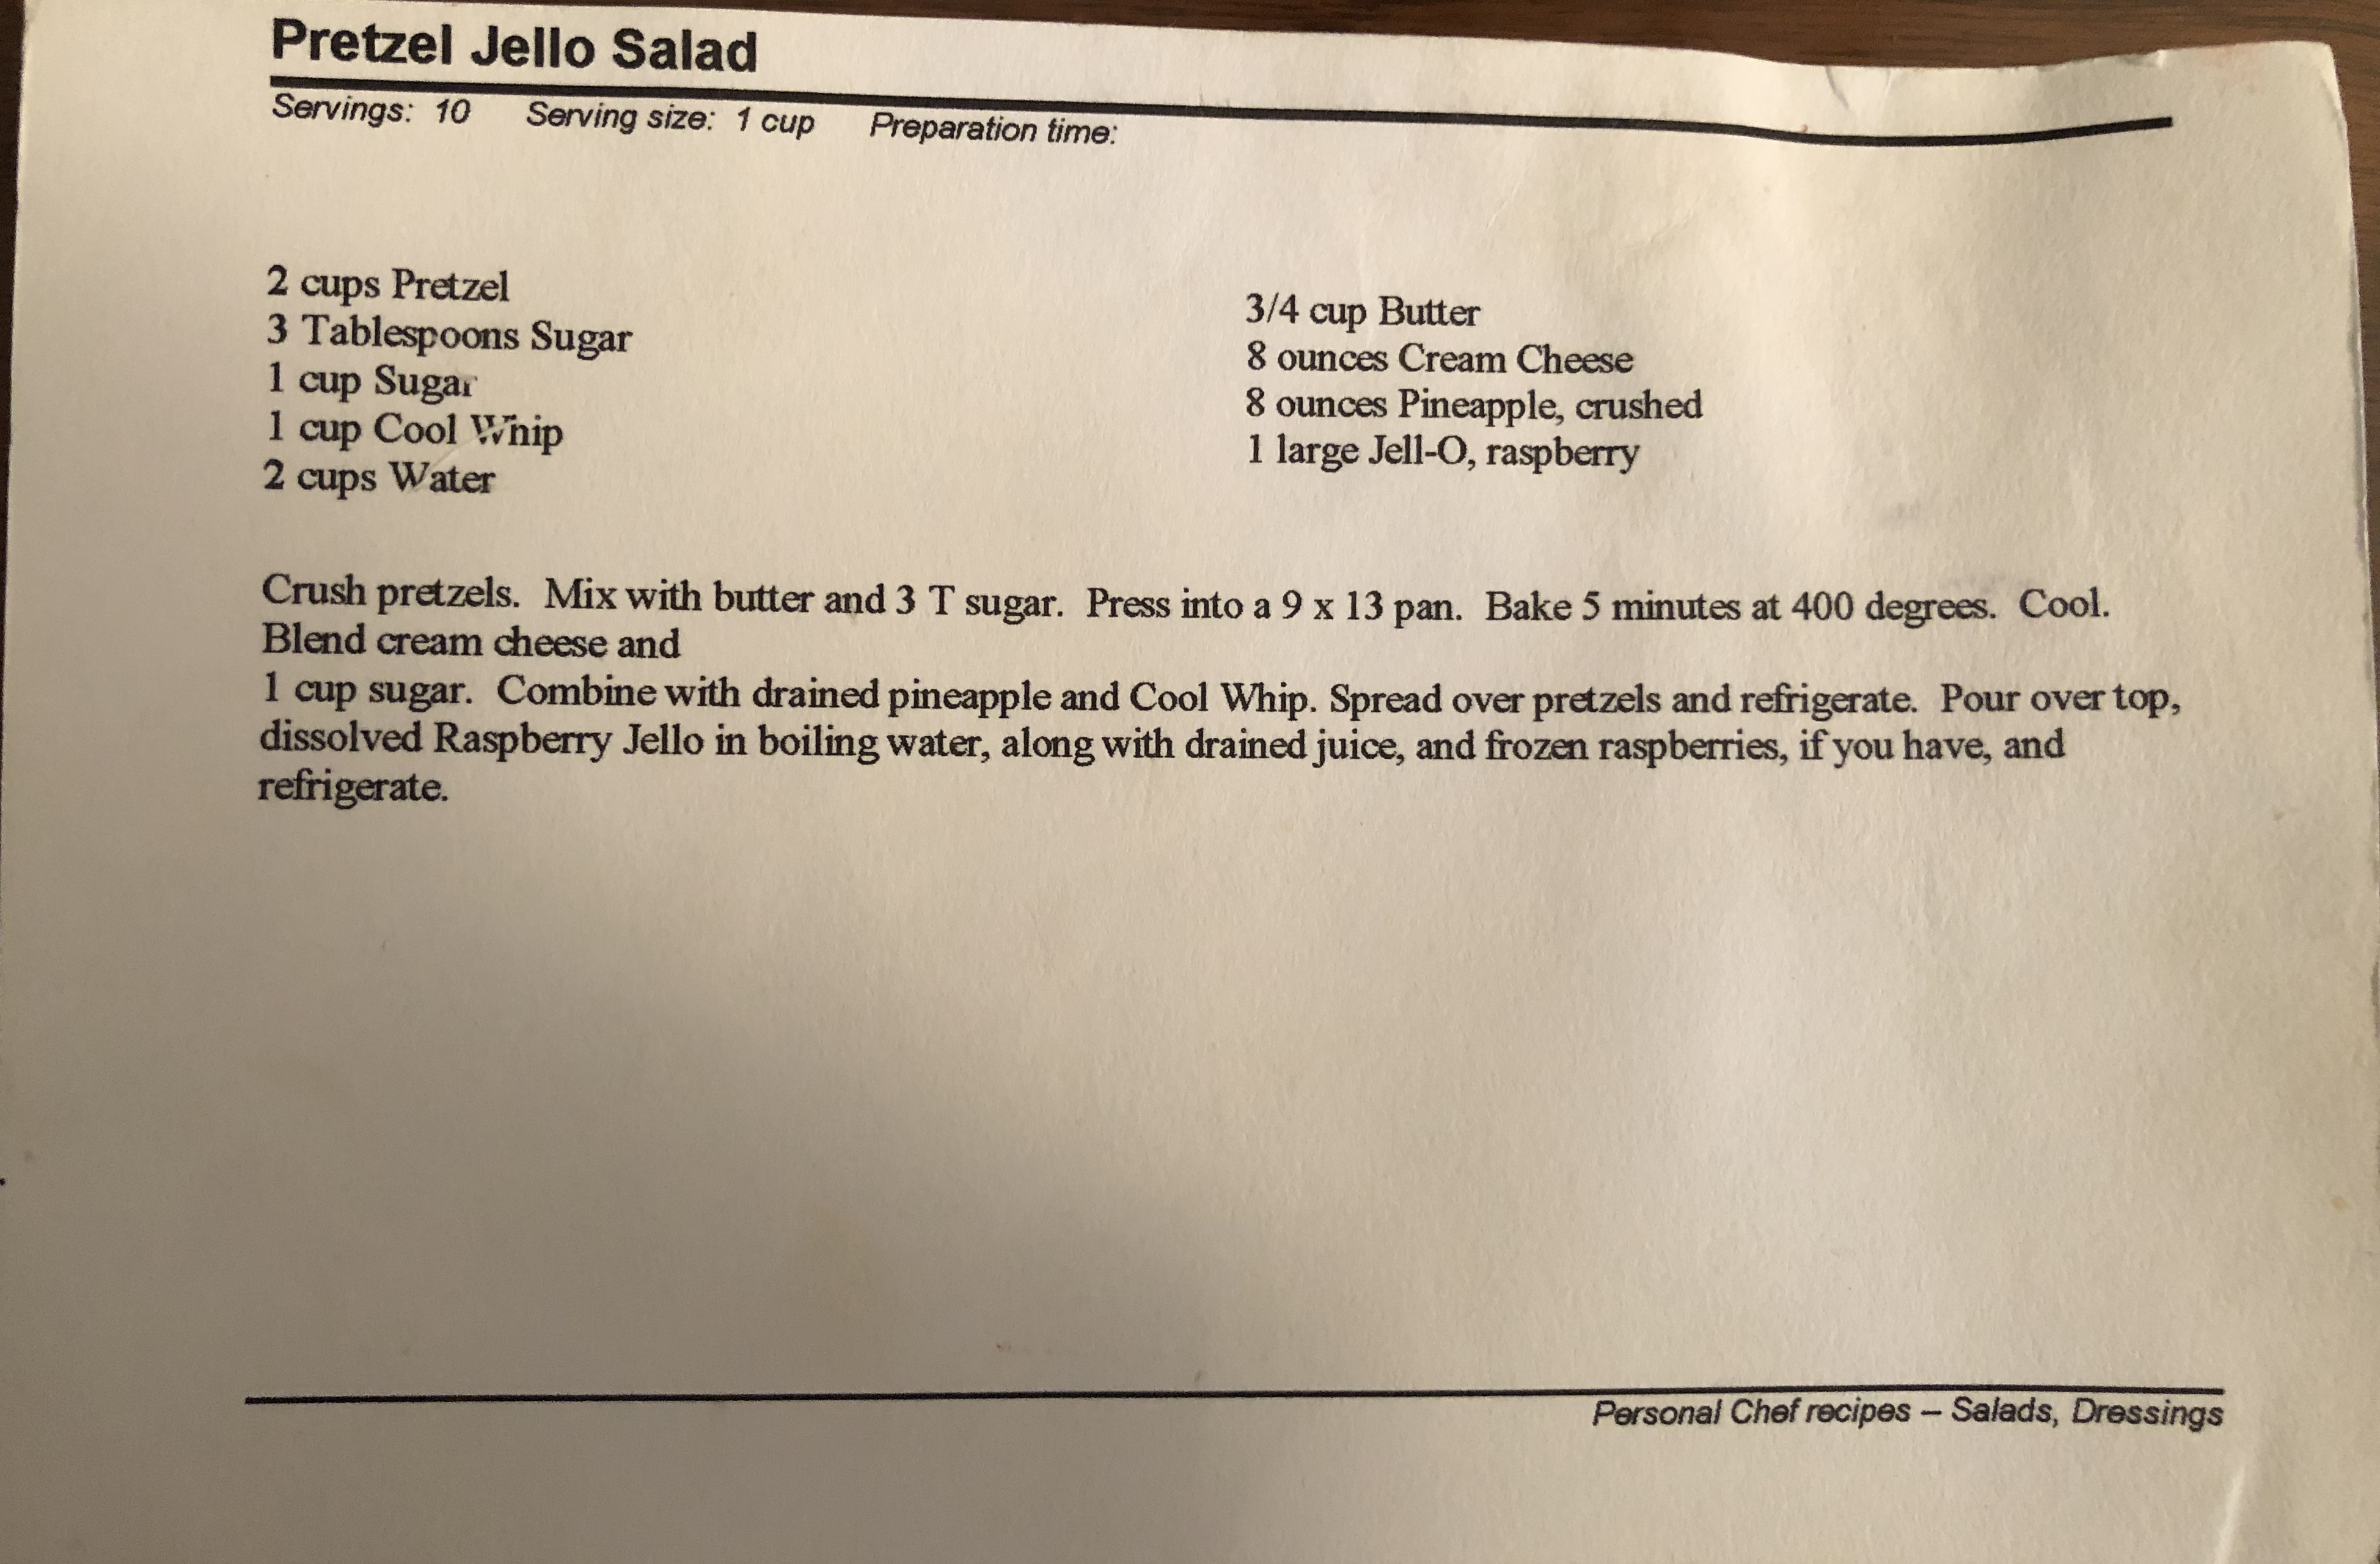 Pretzel Jello Salad
Servings: 10 Serving size: 1 cup Preparation time:
2 cups Pretzel
3 Tablespoons Sugar
1 cup Sugar
1 cup Cool Whip
2 cups Water
3/4 cup Butter
8 ounces Cream Cheese
8 ounces Pineapple, crushed
1 large Jell-O, raspberry
Crush pretzels. Mix with butter and 3 T sugar. Press into a 9 x 13 pan. Bake 5 minutes at 400 degrees. Cool.
Blend cream cheese and
1 cup sugar. Combine with drained pineapple and Cool Whip. Spread over pretzels and refrigerate. Pour over top,
dissolved Raspberry Jello in boiling water, along with drained juice, and frozen raspberries, if you have, and
refrigerate.
Personal Chef recipes – Salads, Dressings